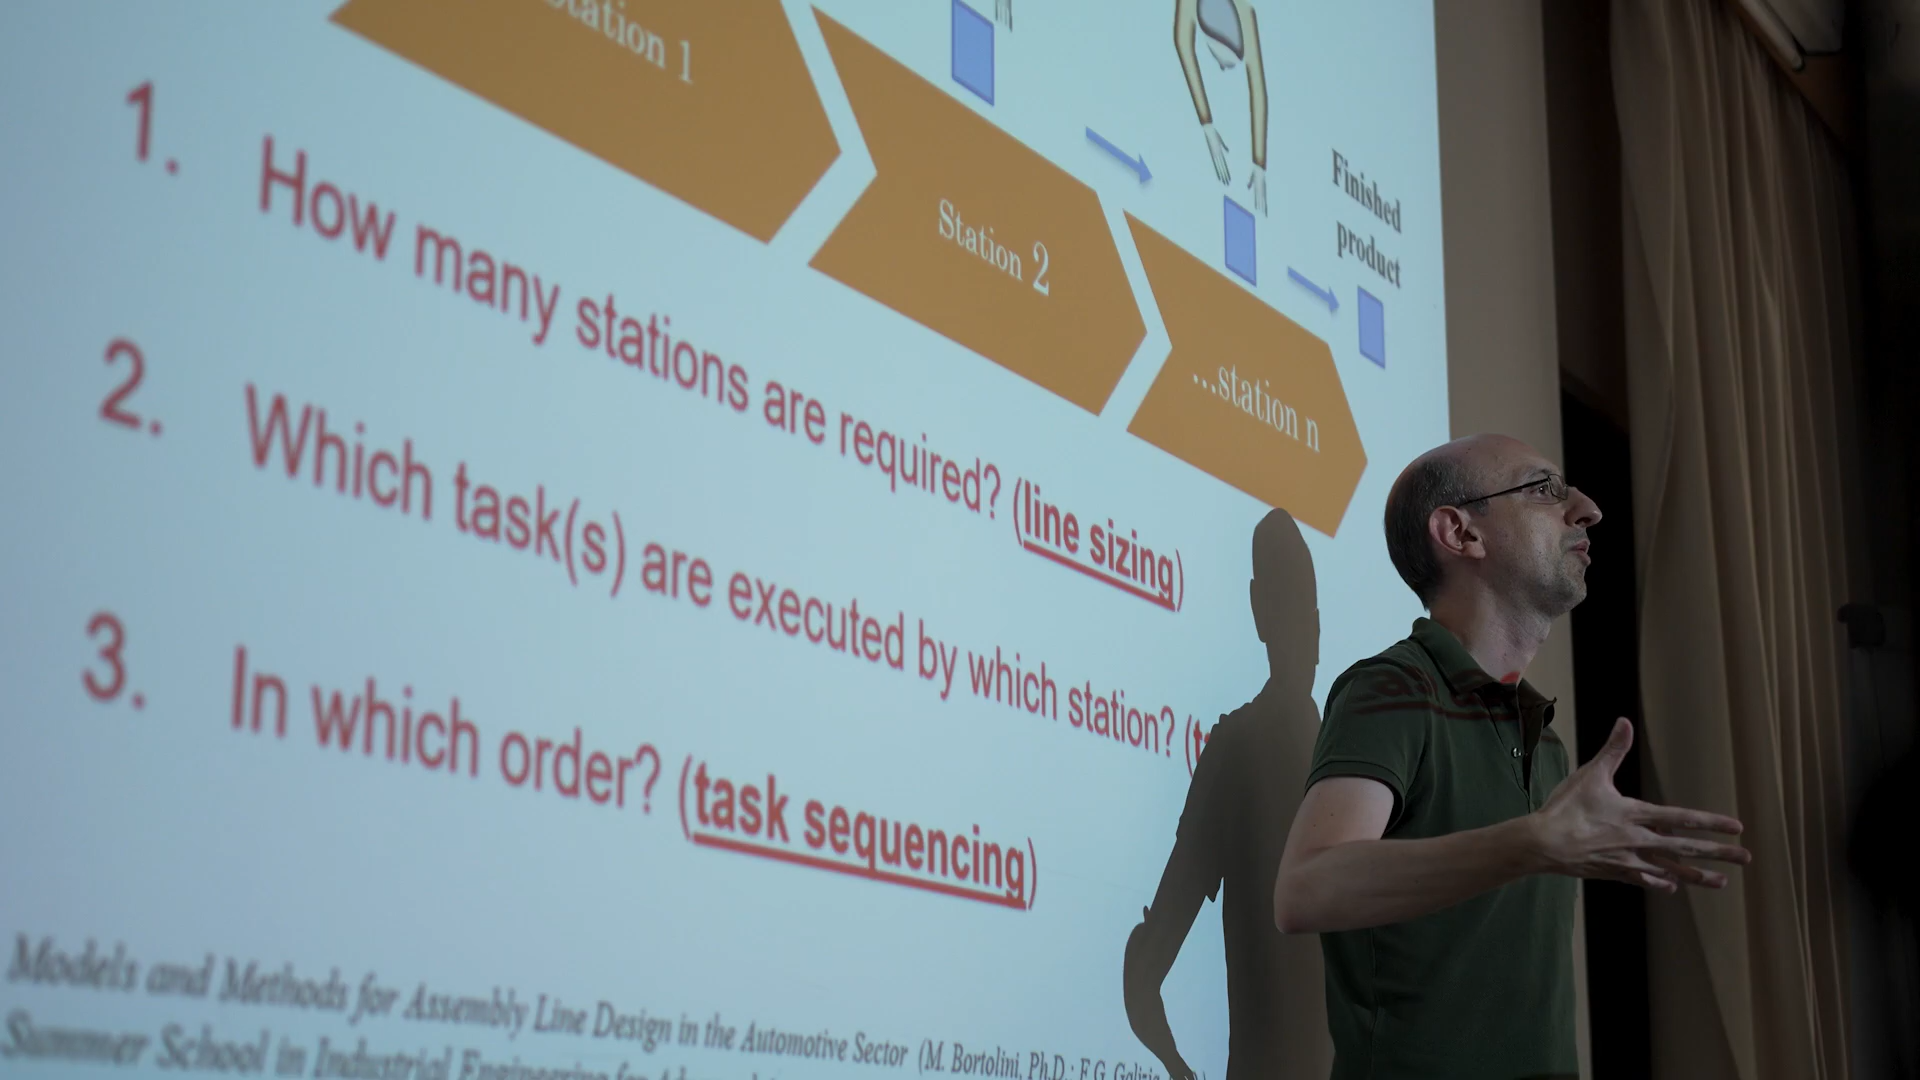 Station 1
Station 2
...station n
Finished
product
1. How many stations are required? (line sizing)
2. Which task(s) are executed by which station? (t
3. In which order? (task sequencing)
Models and Methods for Assembly Line Design in the Automotive Sector (M. Bortolini, Ph.D.; F.G. Galizia
Summer School in Industrial Engineering for